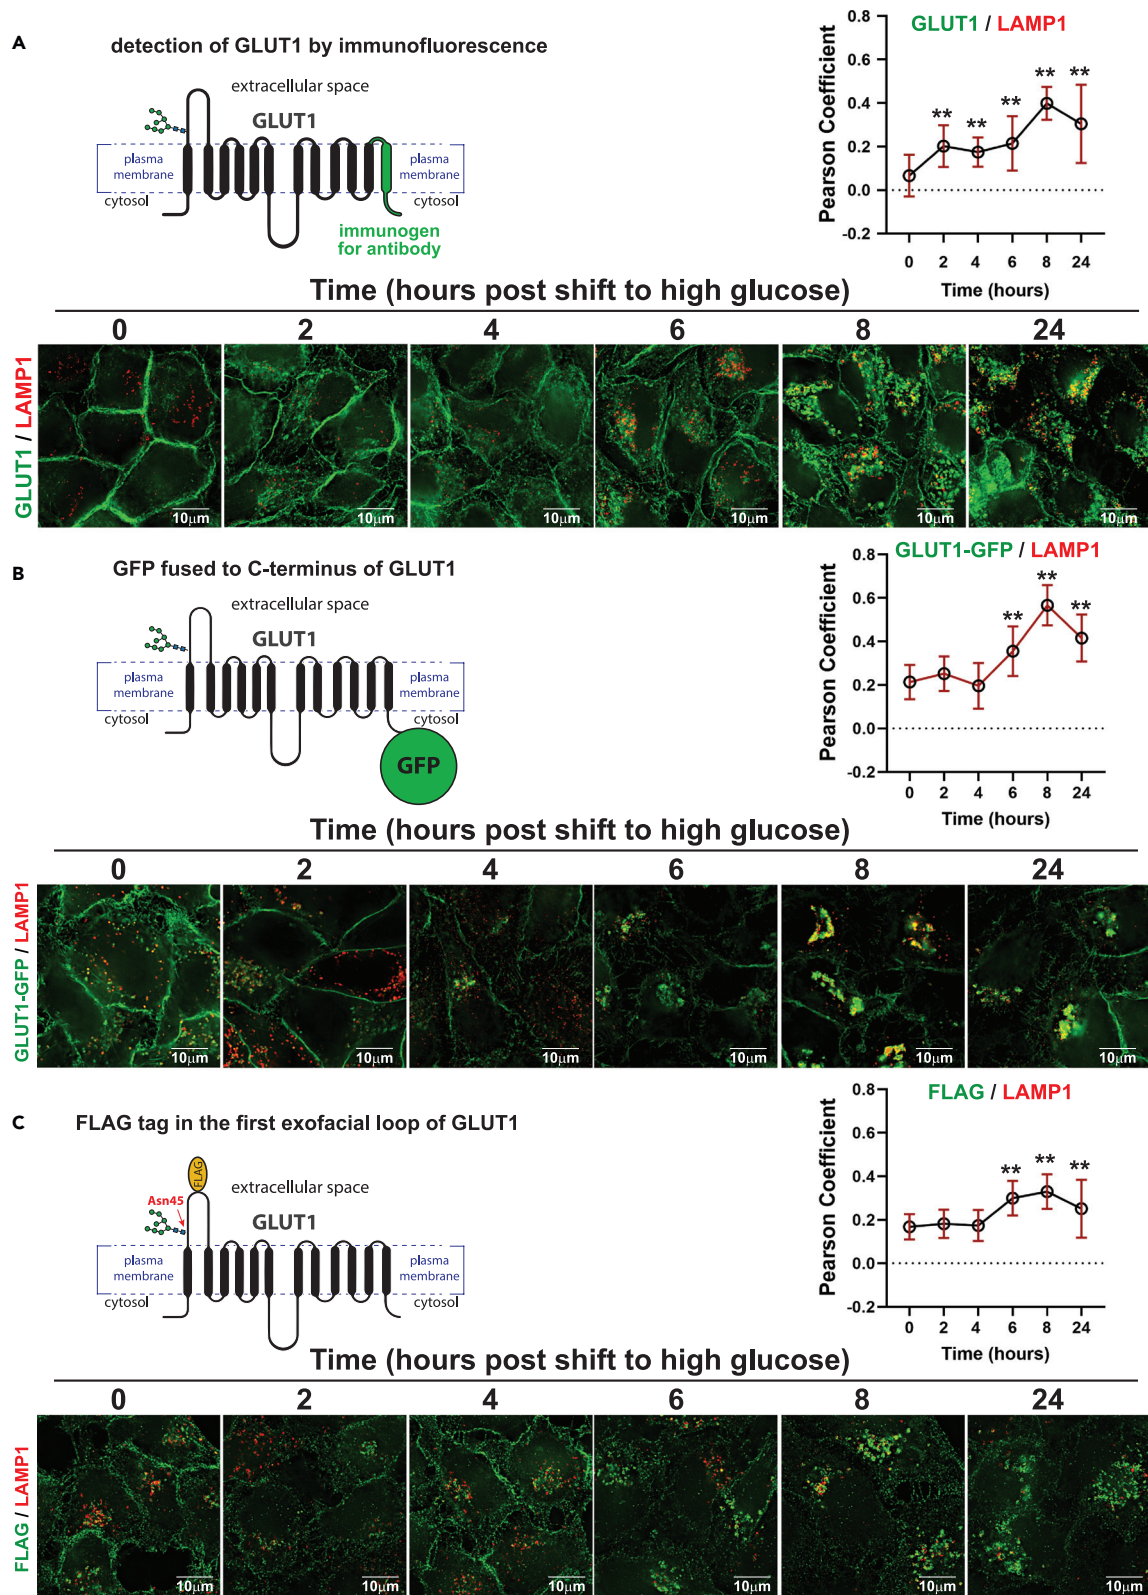 A
detection of GLUT1 by immunofluorescence
extracellular space
GLUT1
plasma
membrane
plasma
membrane
cytosol
cytosol
immunogen
for antibody
GLUT1 / LAMP1
Pearson Coefficient
0.8
0.6
0.4
0.2
0.0
-0.2
** ** ** ** **
0 2 4 6 8 24
Time (hours)
Time (hours post shift to high glucose)
0 2 4 6 8 24
GLUT1 / LAMP1
10μm 10μm 10μm 10μm 10μm 10μm
B
GFP fused to C-terminus of GLUT1
extracellular space
GLUT1
plasma
membrane
plasma
membrane
cytosol
cytosol
GFP
GLUT1-GFP / LAMP1
Pearson Coefficient
0.8
0.6
0.4
0.2
0.0
-0.2
** ** **
0 2 4 6 8 24
Time (hours)
Time (hours post shift to high glucose)
0 2 4 6 8 24
GLUT1-GFP / LAMP1
10μm 10μm 10μm 10μm 10μm 10μm
C
FLAG tag in the first exofacial loop of GLUT1
FLAG
Asn45
extracellular space
GLUT1
plasma
membrane
plasma
membrane
cytosol
cytosol
FLAG / LAMP1
Pearson Coefficient
0.8
0.6
0.4
0.2
0.0
-0.2
** ** **
0 2 4 6 8 24
Time (hours)
Time (hours post shift to high glucose)
0 2 4 6 8 24
FLAG / LAMP1
10μm 10μm 10μm 10μm 10μm 10μm